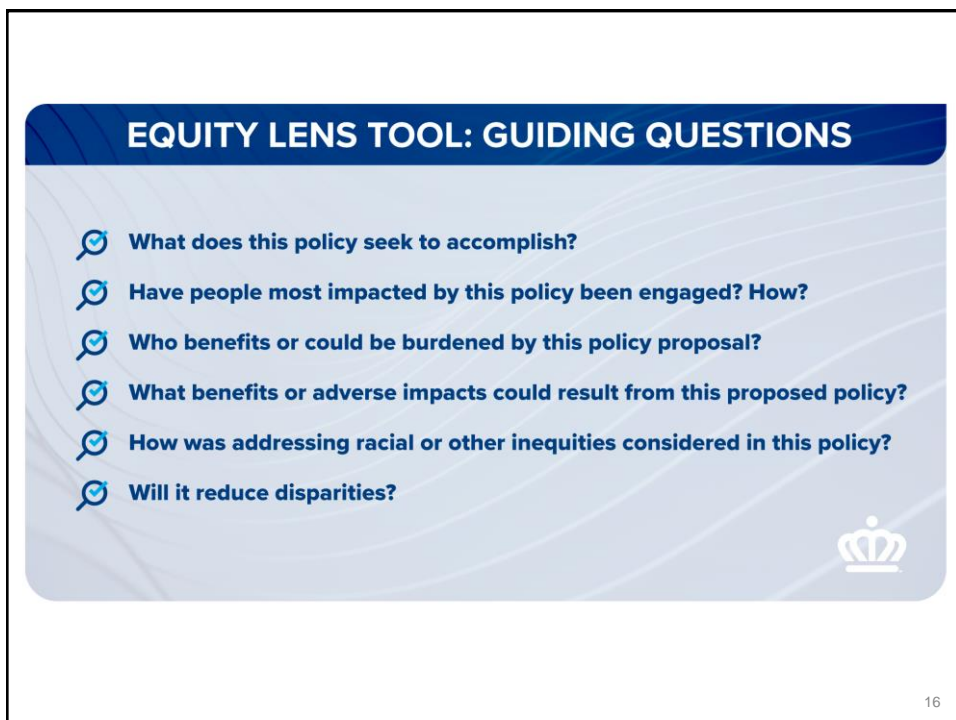 EQUITY LENS TOOL: GUIDING QUESTIONS
What does this policy seek to accomplish?
Have people most impacted by this policy been engaged? How?
Who benefits or could be burdened by this policy proposal?
What benefits or adverse impacts could result from this proposed policy?
How was addressing racial or other inequities considered in this policy?
Will it reduce disparities?
16